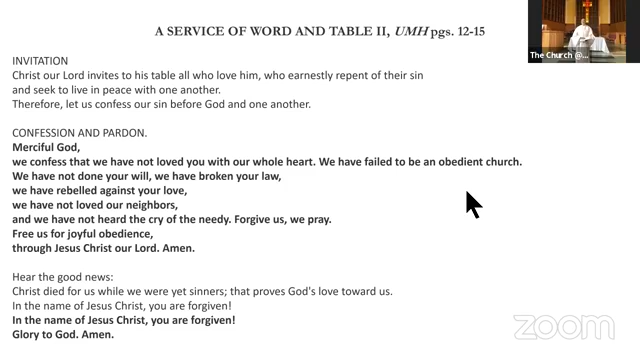 A SERVICE OF WORD AND TABLE II, UMH pgs. 12-15
The Church @...
INVITATION
Christ our Lord invites to his table all who love him, who earnestly repent of their sin
and seek to live in peace with one another.
Therefore, let us confess our sin before God and one another.
CONFESSION AND PARDON.
Merciful God,
we confess that we have not loved you with our whole heart. We have failed to be an obedient church.
We have not done your will, we have broken your law,
we have rebelled against your love,
we have not loved our neighbors,
and we have not heard the cry of the needy. Forgive us, we pray.
Free us for joyful obedience,
through Jesus Christ our Lord. Amen.
Hear the good news:
Christ died for us while we were yet sinners; that proves God's love toward us.
In the name of Jesus Christ, you are forgiven!
In the name of Jesus Christ, you are forgiven!
Glory to God. Amen.
zoom